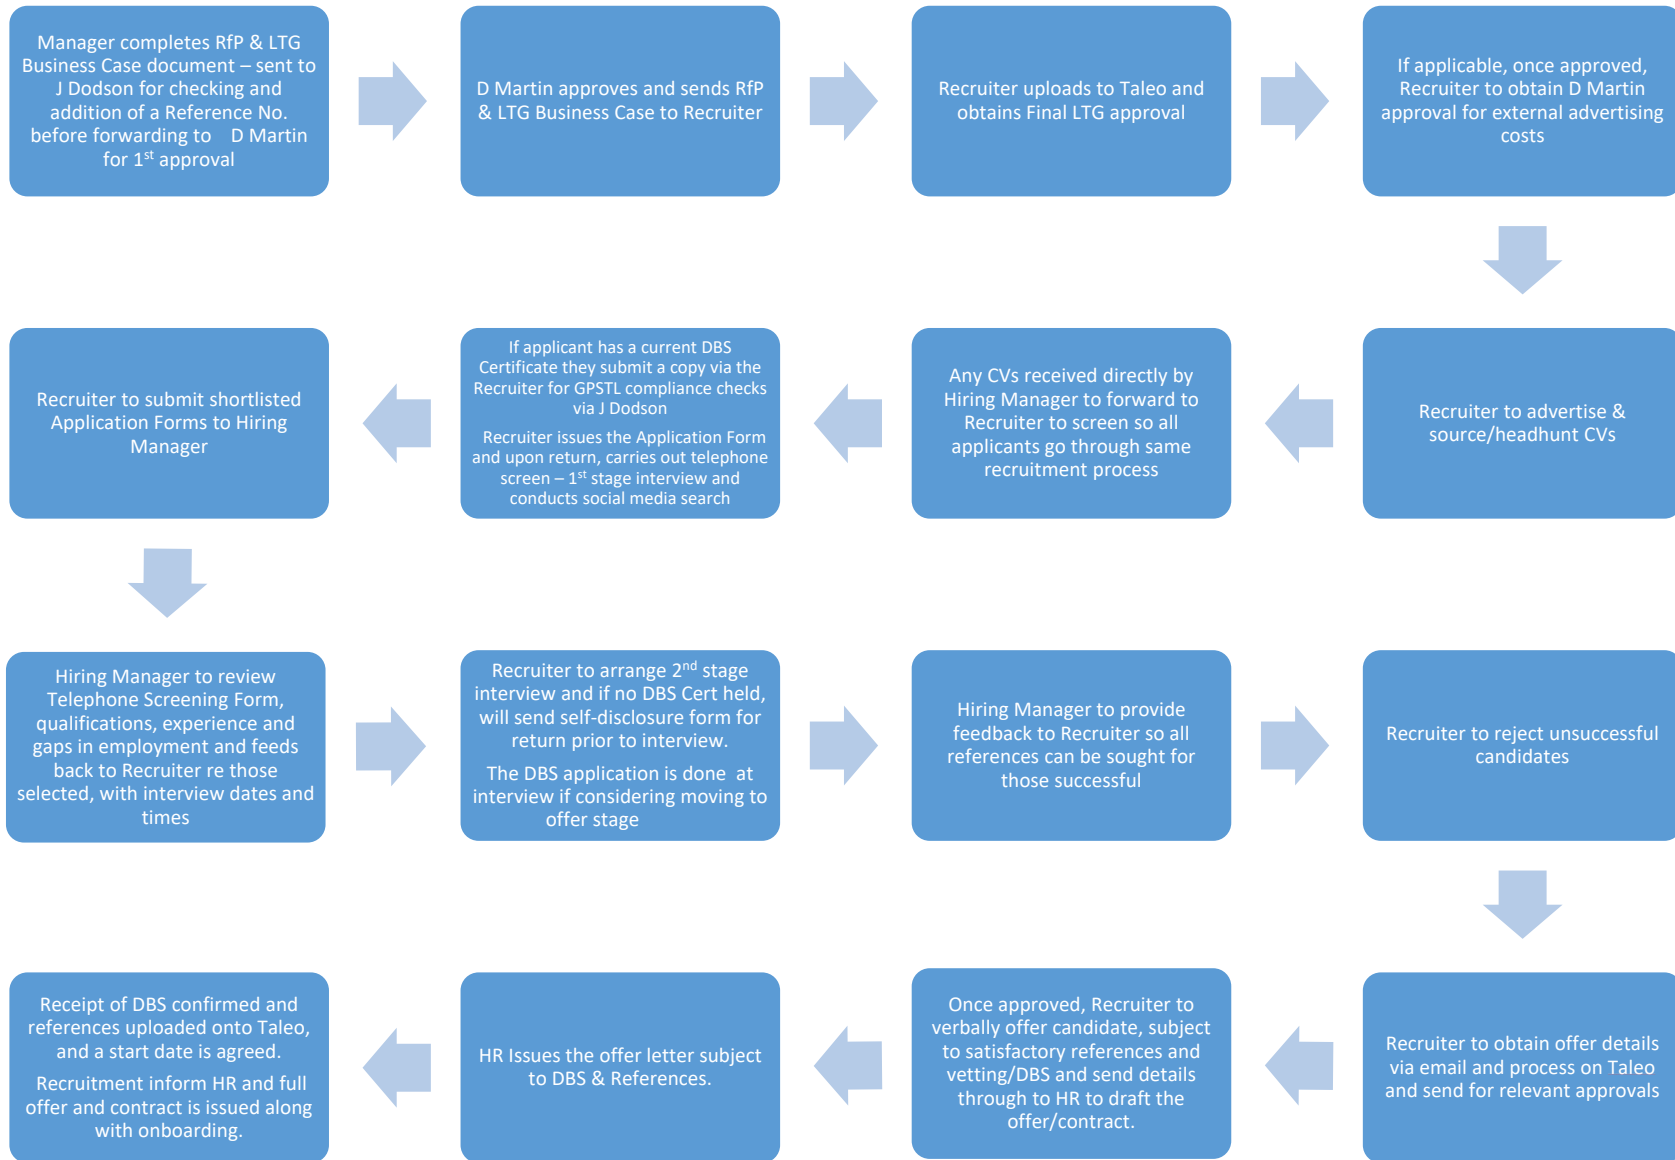 Manager completes RfP & LTG
Business Case document – sent to
J Dodson for checking and
addition of a Reference No.
before forwarding to D Martin
for 1st approval
D Martin approves and sends RfP
& LTG Business Case to Recruiter
Recruiter uploads to Taleo and
obtains Final LTG approval
If applicable, once approved,
Recruiter to obtain D Martin
approval for external advertising
costs
Recruiter to advertise &
source/headhunt CVs
Any CVs received directly by
Hiring Manager to forward to
Recruiter to screen so all
applicants go through same
recruitment process
If applicant has a current DBS
Certificate they submit a copy via the
Recruiter for GPSTL compliance checks
via J Dodson
Recruiter issues the Application Form
and upon return, carries out telephone
screen – 1st stage interview and
conducts social media search
Recruiter to submit shortlisted
Application Forms to Hiring
Manager
Hiring Manager to review
Telephone Screening Form,
qualifications, experience and
gaps in employment and feeds
back to Recruiter re those
selected, with interview dates and
times
Recruiter to arrange 2nd stage
interview and if no DBS Cert held,
will send self-disclosure form for
return prior to interview.
The DBS application is done at
interview if considering moving to
offer stage
Hiring Manager to provide
feedback to Recruiter so all
references can be sought for
those successful
Recruiter to reject unsuccessful
candidates
Recruiter to obtain offer details
via email and process on Taleo
and send for relevant approvals
Once approved, Recruiter to
verbally offer candidate, subject
to satisfactory references and
vetting/DBS and send details
through to HR to draft the
offer/contract.
HR Issues the offer letter subject
to DBS & References.
Receipt of DBS confirmed and
references uploaded onto Taleo,
and a start date is agreed.
Recruitment inform HR and full
offer and contract is issued along
with onboarding.